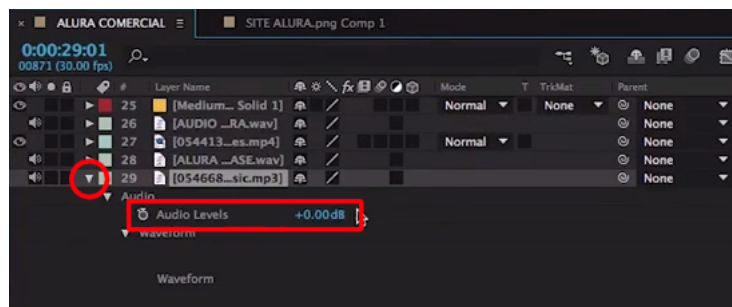 × ALURA COMERCIAL SITE ALURA.png Comp 1
0:00:29:01
00871 (30.00 fps)
# Layer Name fx Mode T TrkMat Parent
25 [Medium... Solid 1] Normal None None
26 [AUDIO ...RA.wav] None
27 [054413...es.mp4] Normal None
28 [ALURA ...ASE.wav] None
29 [054668...sic.mp3] None
Audio
Audio Levels +0.00dB
Waveform
Waveform